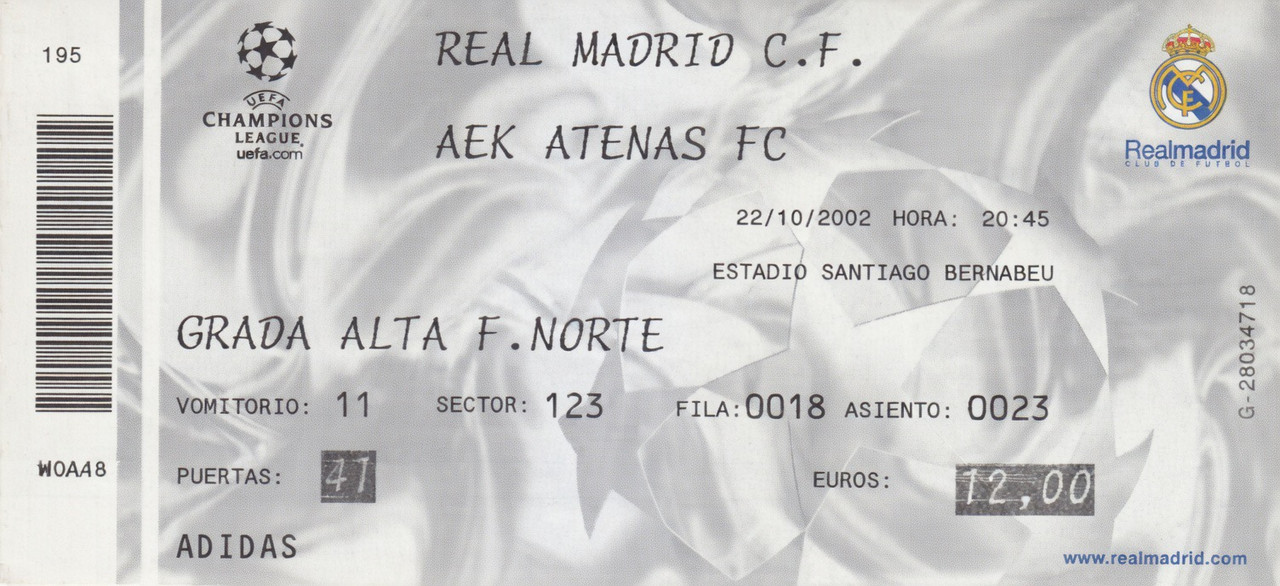 195
UEFA
CHAMPIONS
LEAGUE
uefa.com
REAL MADRID C.F.
AEK ATENAS FC
Realmadrid
CLUB DE FUTBOL
22/10/2002 HORA: 20:45
ESTADIO SANTIAGO BERNABEU
GRADA ALTA F.NORTE
VOMITORIO: 11 SECTOR: 123 FILA:0018 ASIENTO: 0023
G-28034718
W0A48
PUERTAS: 41 EUROS: 12,00
ADIDAS
www.realmadrid.com